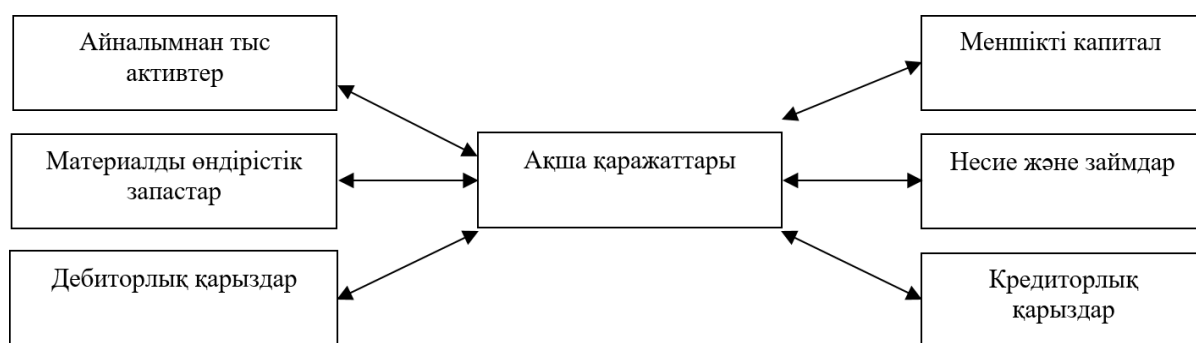 Айналымнан тыс
активтер
Материалды өндірістік
запастар
Дебиторлық қарыздар
Ақша қаражаттары
Меншікті капитал
Несие және займдар
Кредиторлық
қарыздар